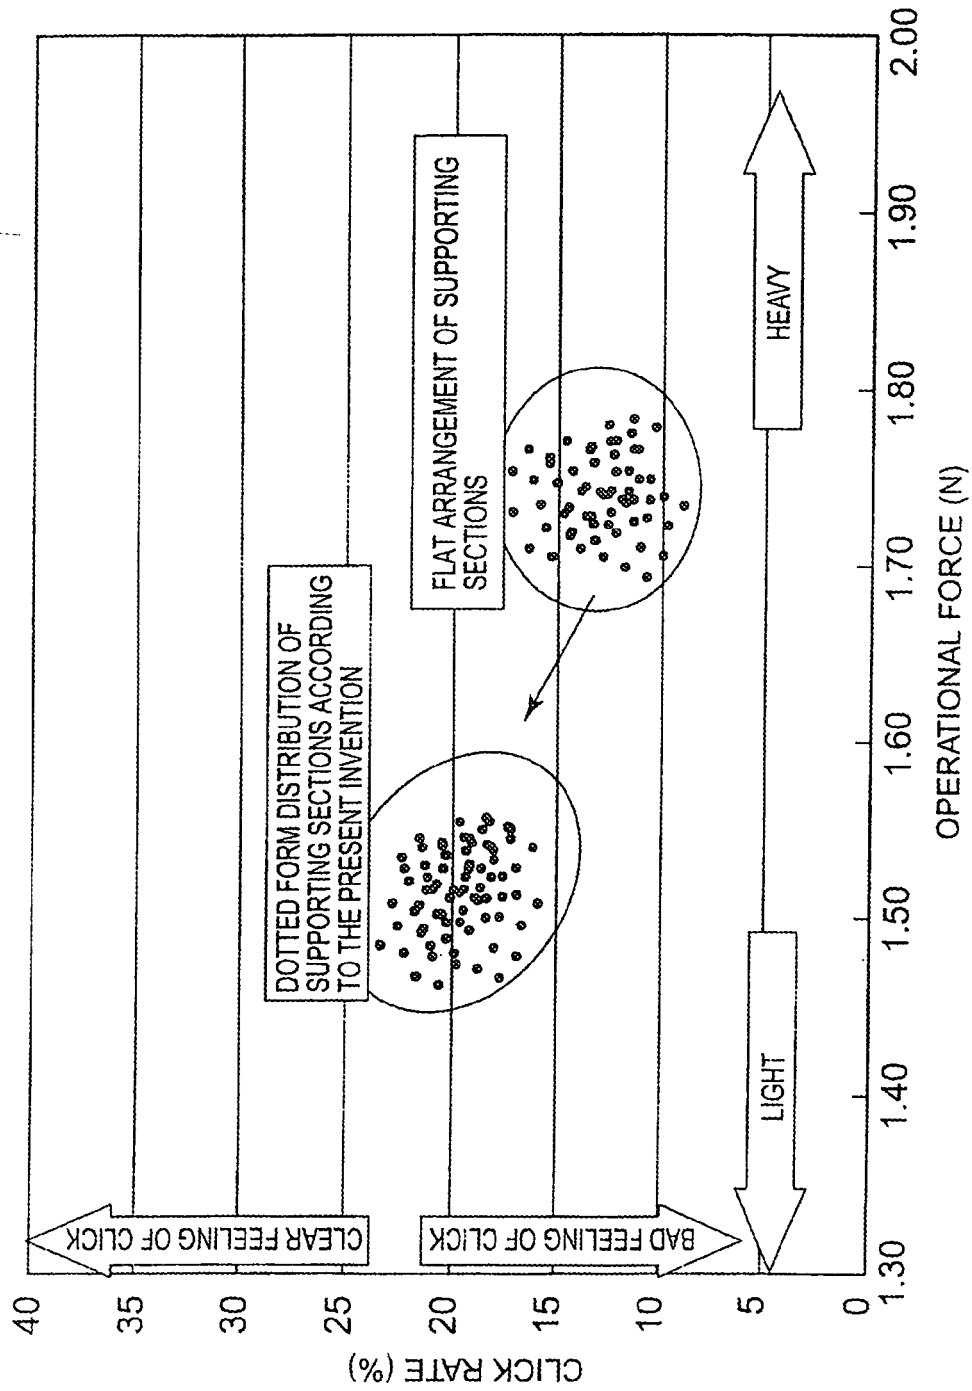 CLICK RATE (%)
40
35
30
25
20
15
10
5
0
CLEAR FEELING OF CLICK
BAD FEELING OF CLICK
DOTTED FORM DISTRIBUTION OF
SUPPORTING SECTIONS ACCORDING
TO THE PRESENT INVENTION
FLAT ARRANGEMENT OF SUPPORTING
SECTIONS
LIGHT
HEAVY
1.30
1.40
1.50
1.60
1.70
1.80
1.90
2.00
OPERATIONAL FORCE (N)